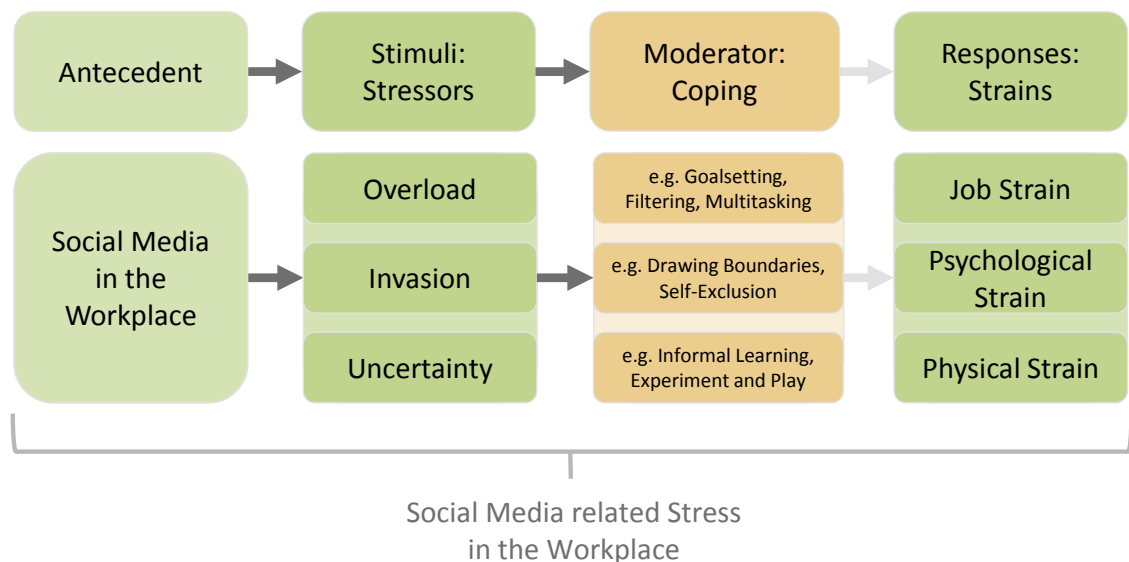 Antecedent
Stimuli:
Stressors
Moderator:
Coping
Responses:
Strains
Social Media
in the
Workplace
Overload
Invasion
Uncertainty
e.g. Goalsetting,
Filtering, Multitasking
e.g. Drawing Boundaries,
Self-Exclusion
e.g. Informal Learning,
Experiment and Play
Job Strain
Psychological
Strain
Physical Strain
Social Media related Stress
in the Workplace